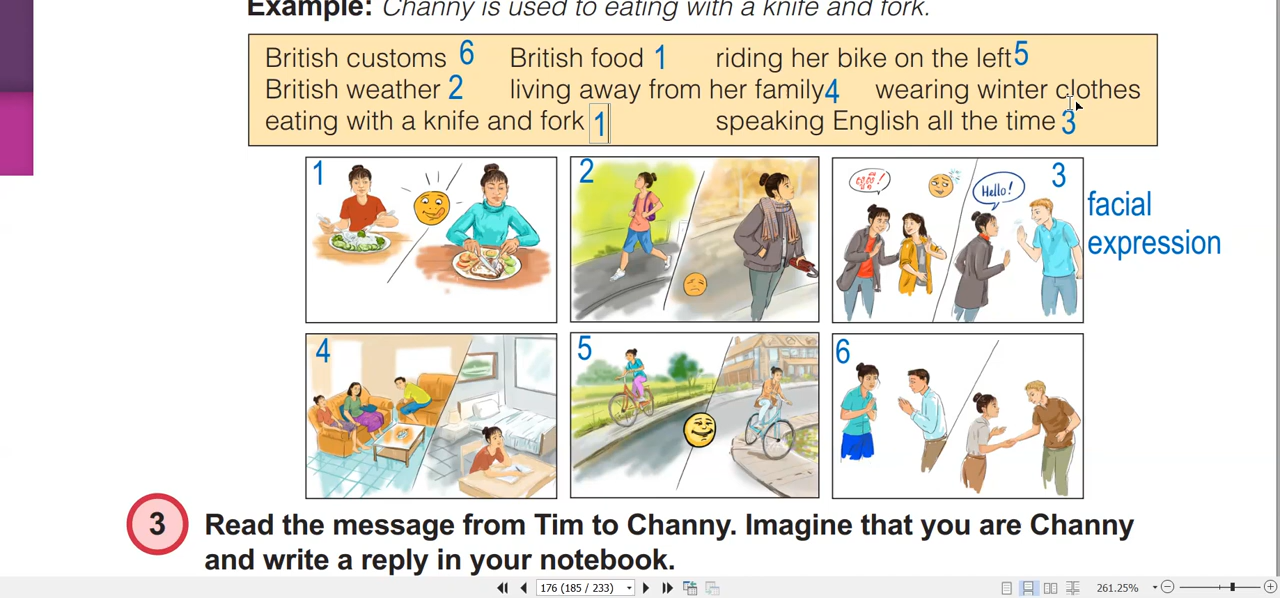 Example: Channy is used to eating with a knife and fork.
British customs 6 British food 1 riding her bike on the left 5
British weather 2 living away from her family 4 wearing winter clothes
eating with a knife and fork 1 speaking English all the time 3
1
2
សួស្តី!
Hello!
3
facial
expression
4
5
6
3
Read the message from Tim to Channy. Imagine that you are Channy
and write a reply in your notebook.
176 (185 / 233)
261.25%